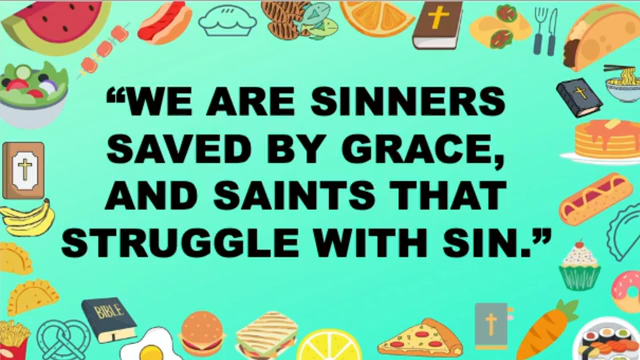 “WE ARE SINNERS
SAVED BY GRACE,
AND SAINTS THAT
STRUGGLE WITH SIN.”
BIBLE